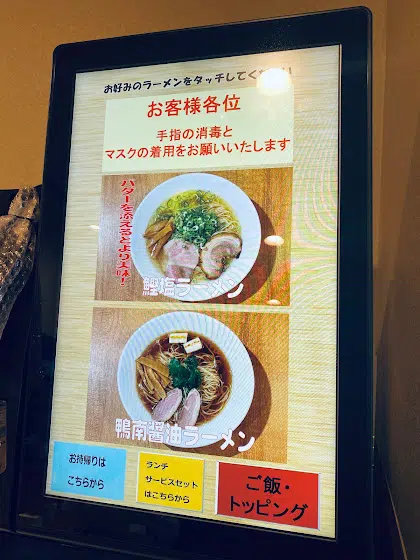 お好みのラーメンをタッチしてください
お客様各位
手指の消毒と
マスクの着用をお願いいたします
バターを添えるとより美味!
鰹塩ラーメン
鴨南醤油ラーメン
お持帰りは
こちらから
ランチ
サービスセット
はこちらから
ご飯・
トッピング